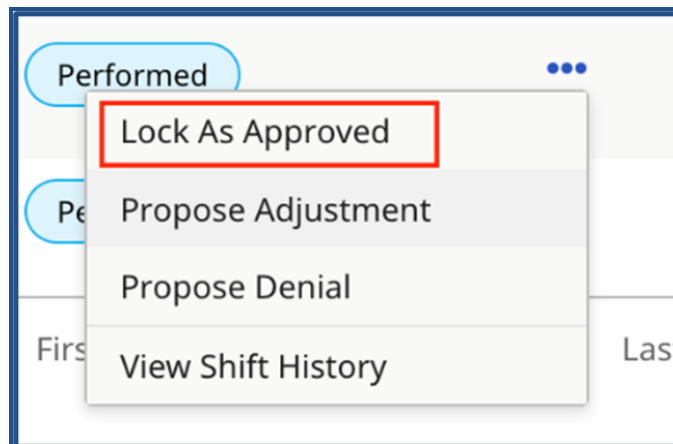 Performed
Lock As Approved
Propose Adjustment
Propose Denial
View Shift History